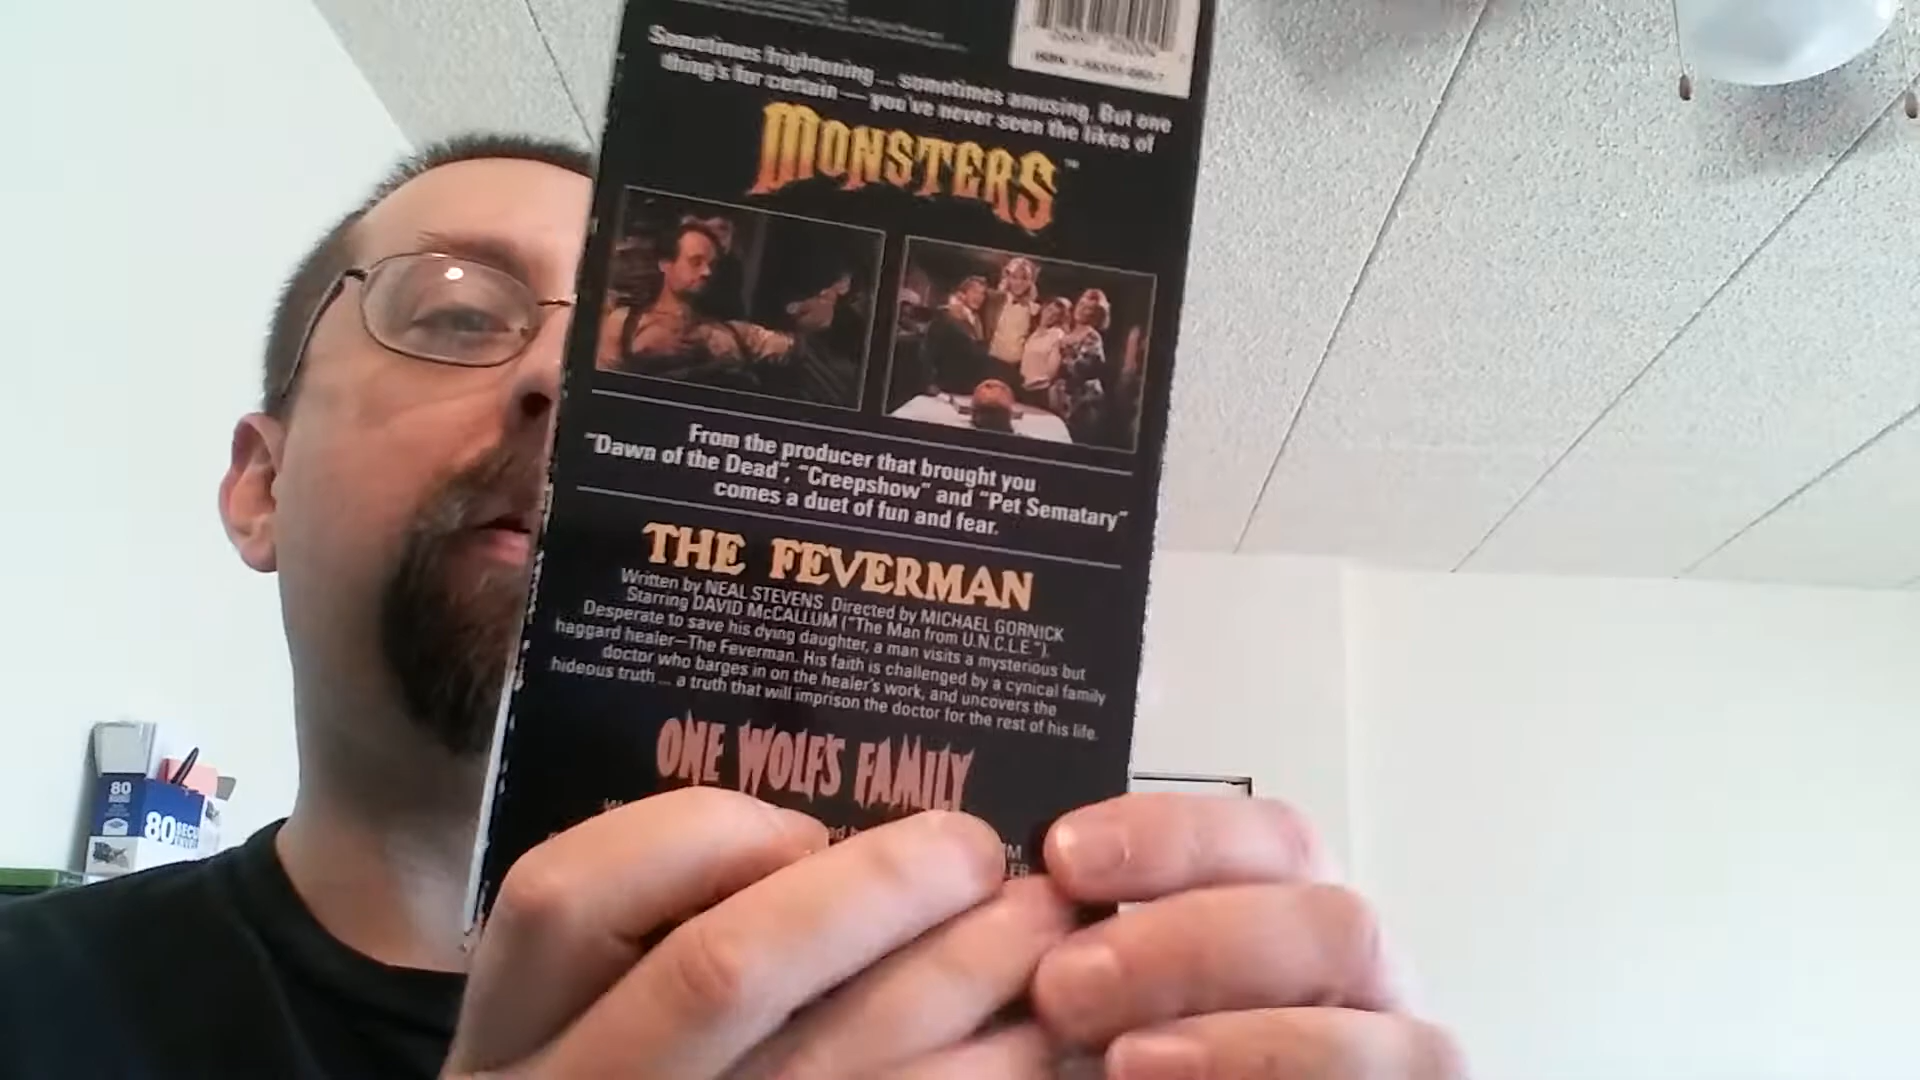 Sometimes frightening ... sometimes amusing. But one
thing's for certain — you've never seen the likes of
MONSTERS™
From the producer that brought you
"Dawn of the Dead", "Creepshow" and "Pet Sematary"
comes a duet of fun and fear.
THE FEVERMAN
Written by NEAL STEVENS Directed by MICHAEL GORNICK
Starring DAVID McCALLUM ("The Man from U.N.C.L.E.").
Desperate to save his dying daughter, a man visits a mysterious but
haggard healer—The Feverman. His faith is challenged by a cynical family
doctor who barges in on the healer's work, and uncovers the
hideous truth ... a truth that will imprison the doctor for the rest of his life.
ONE WOLF'S FAMILY
80
80 SECU